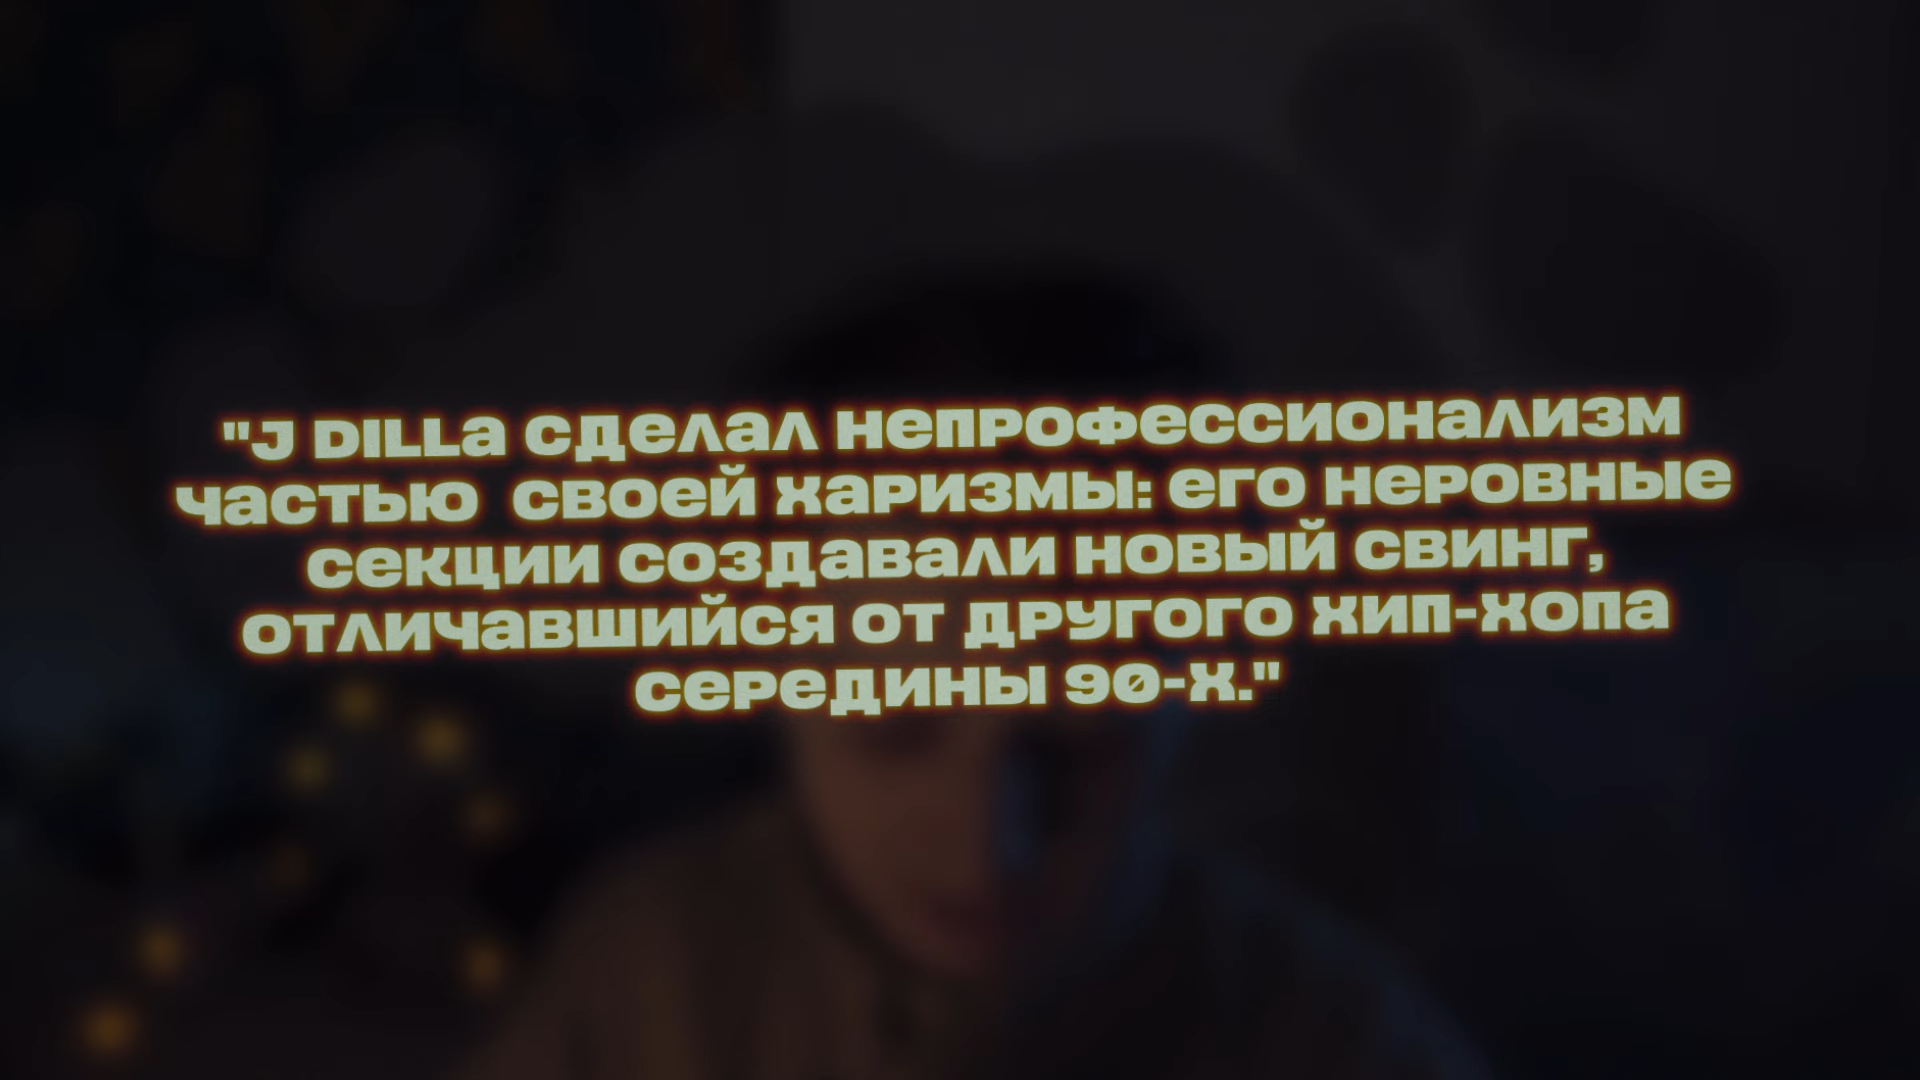 "J DILLa сделал непрофессионализм
частью своей харизмы: его неровные
секции создавали новый свинг,
отличавшийся от другого хип-хопа
середины 90-х."